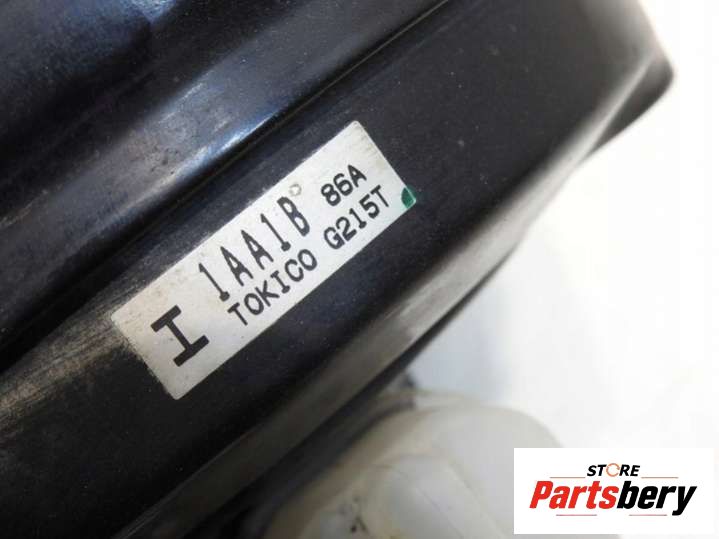 I 1AA1B 86A
TOKICO G215T
STORE
Partsbery